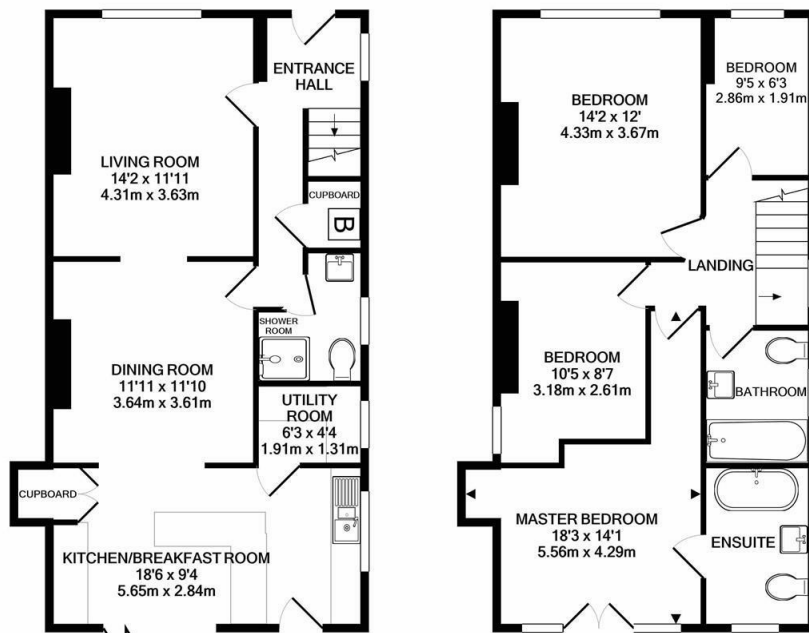 ENTRANCE
HALL
LIVING ROOM
14'2 x 11'11
4.31m x 3.63m
CUPBOARD
B
SHOWER
ROOM
DINING ROOM
11'11 x 11'10
3.64m x 3.61m
UTILITY
ROOM
6'3 x 4'4
1.91m x 1.31m
CUPBOARD
KITCHEN/BREAKFAST ROOM
18'6 x 9'4
5.65m x 2.84m
BEDROOM
14'2 x 12'
4.33m x 3.67m
BEDROOM
9'5 x 6'3
2.86m x 1.91m
LANDING
BEDROOM
10'5 x 8'7
3.18m x 2.61m
BATHROOM
MASTER BEDROOM
18'3 x 14'1
5.56m x 4.29m
ENSUITE